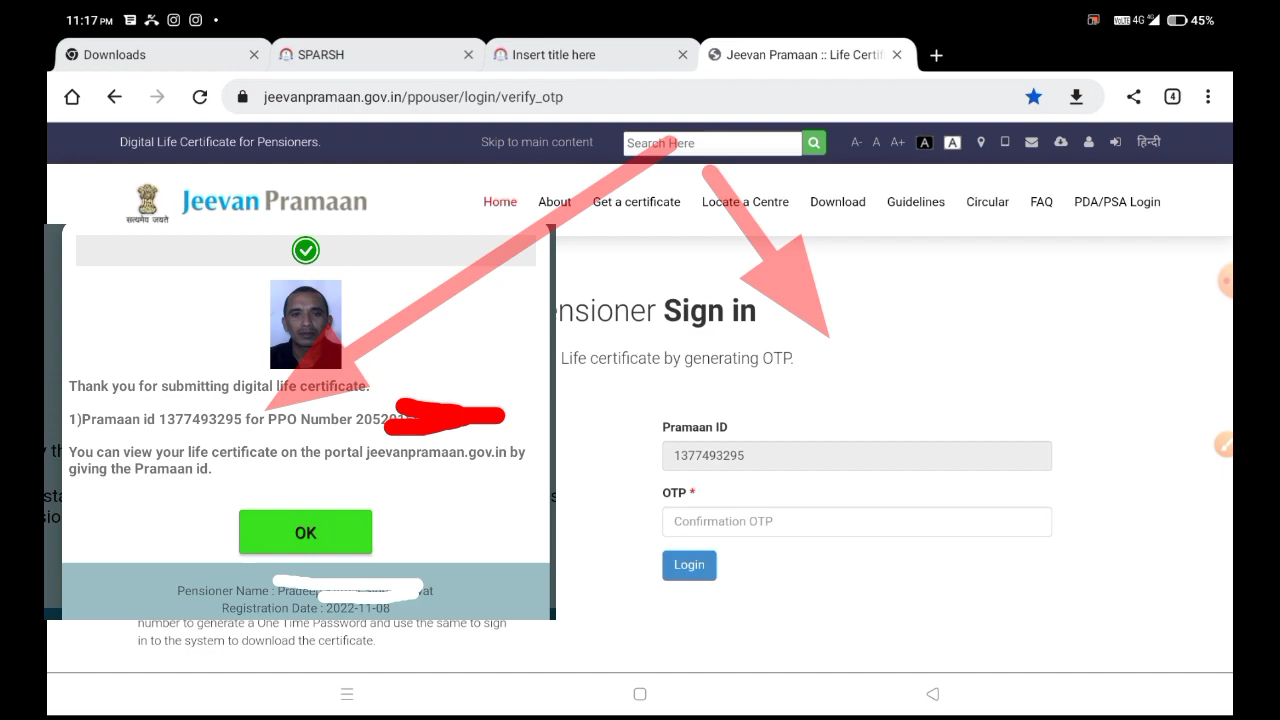 11:17 PM
4G 45%
Downloads
SPARSH
Insert title here
Jeevan Pramaan :: Life Certif
jeevanpramaan.gov.in/ppouser/login/verify_otp
4
Digital Life Certificate for Pensioners.
Skip to main content
Search Here
A- A A+ A A
हिन्दी
सत्यमेव जयते
Jeevan Pramaan
Home About Get a certificate Locate a Centre Download Guidelines Circular FAQ PDA/PSA Login
nsioner Sign in
Life certificate by generating OTP.
Thank you for submitting digital life certificate.
1)Pramaan id 1377493295 for PPO Number 2052
You can view your life certificate on the portal jeevanpramaan.gov.in by
giving the Pramaan id.
OK
Pensioner Name : Pradeep
Registration Date : 2022-11-08
number to generate a One Time Password and use the same to sign
in to the system to download the certificate.
Pramaan ID
1377493295
OTP *
Confirmation OTP
Login